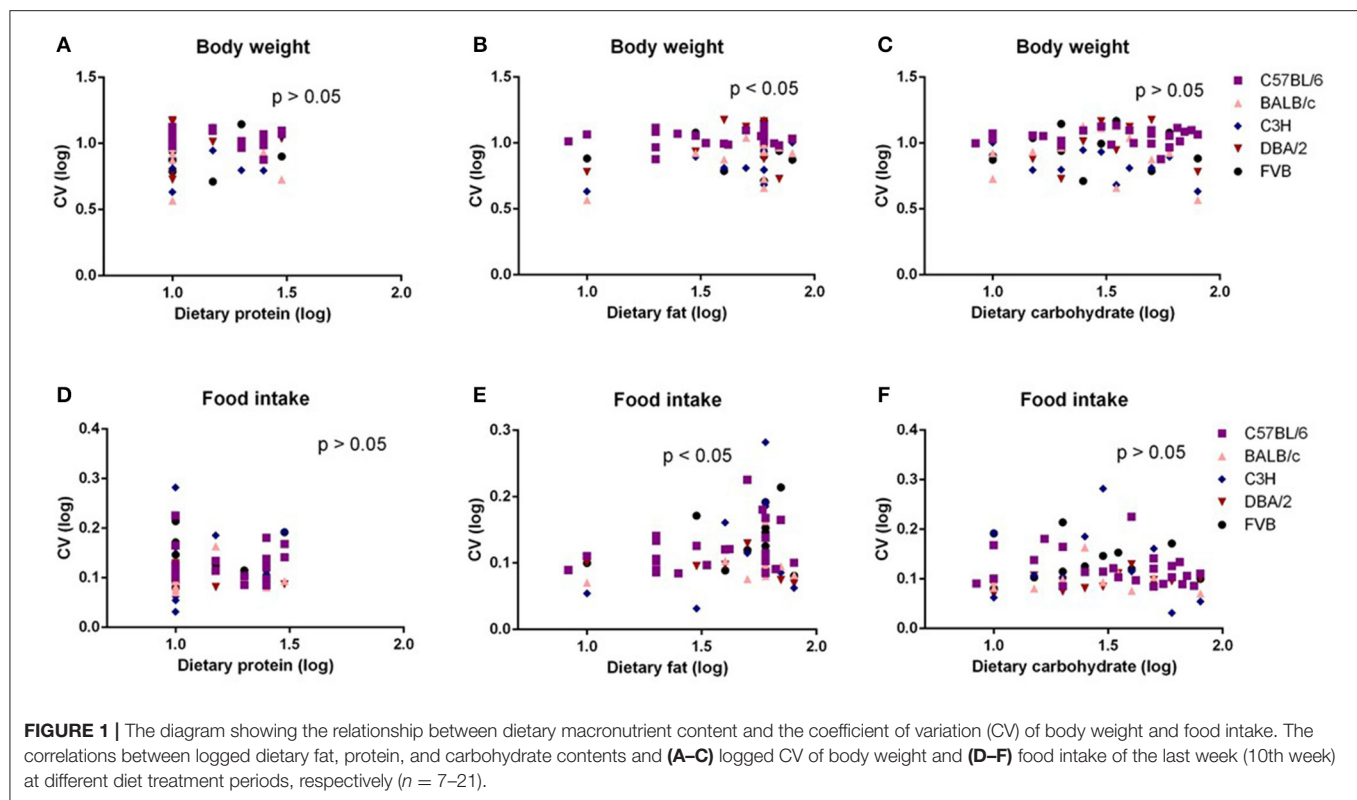 A
Body weight
1.5
1.0
0.5
0.0
CV (log)
p > 0.05
1.0 1.5 2.0
Dietary protein (log)
B
Body weight
1.5
1.0
0.5
0.0
CV (log)
p < 0.05
1.0 1.5 2.0
Dietary fat (log)
C
Body weight
1.5
1.0
0.5
0.0
CV (log)
p > 0.05
1.0 1.5 2.0
Dietary carbohydrate (log)
C57BL/6
BALB/c
C3H
DBA/2
FVB
D
Food intake
0.4
0.3
0.2
0.1
0.0
CV (log)
p > 0.05
1.0 1.5 2.0
Dietary protein (log)
E
Food intake
0.3
0.2
0.1
0.0
CV (log)
p < 0.05
1.0 1.5 2.0
Dietary fat (log)
F
Food intake
0.4
0.3
0.2
0.1
0.0
CV (log)
p > 0.05
1.0 1.5 2.0
Dietary carbohydrate (log)
C57BL/6
BALB/c
C3H
DBA/2
FVB
FIGURE 1 | The diagram showing the relationship between dietary macronutrient content and the coefficient of variation (CV) of body weight and food intake. The
correlations between logged dietary fat, protein, and carbohydrate contents and (A–C) logged CV of body weight and (D–F) food intake of the last week (10th week)
at different diet treatment periods, respectively (n = 7–21).